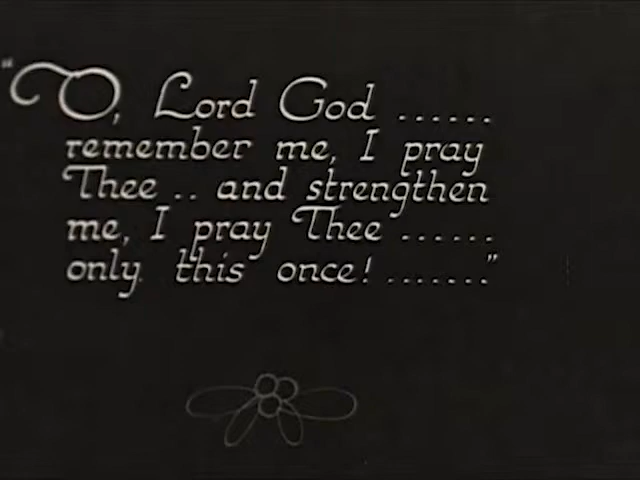 "O, Lord God ......
remember me, I pray
Thee .. and strengthen
me, I pray Thee ......
only this once! ......."